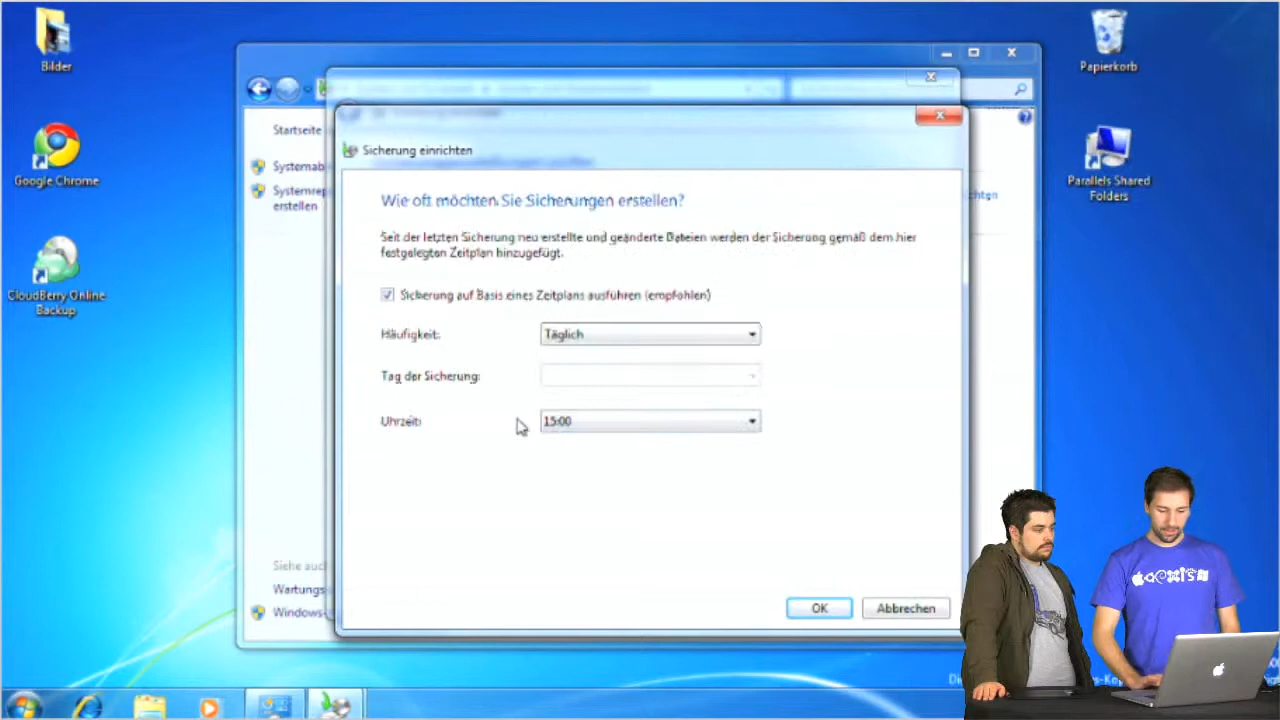 Bilder
Google Chrome
CloudBerry Online
Backup
Papierkorb
Parallels Shared
Folders
Startseite
Systemab
Systemrep
erstellen
Siehe auch
Wartungs
Windows-
Sicherung einrichten
Wie oft möchten Sie Sicherungen erstellen?
Seit der letzten Sicherung neu erstellte und geänderte Dateien werden der Sicherung gemäß dem hier
festgelegten Zeitplan hinzugefügt.
Sicherung auf Basis eines Zeitplans ausführen (empfohlen)
Häufigkeit:
Täglich
Tag der Sicherung:
Uhrzeit:
15:00
OK
Abbrechen